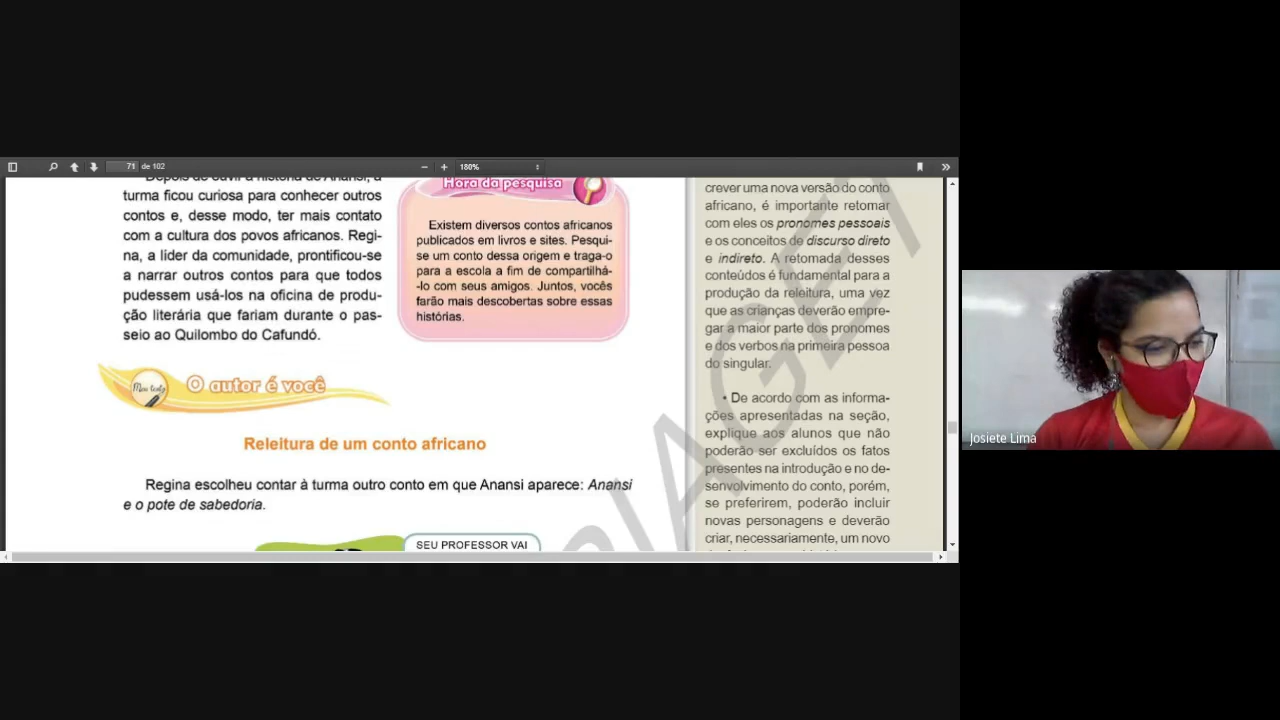 71 de 102
180%
Depois de ouvir a história de Anansi, a
turma ficou curiosa para conhecer outros
contos e, desse modo, ter mais contato
com a cultura dos povos africanos. Regi-
na, a líder da comunidade, prontificou-se
a narrar outros contos para que todos
pudessem usá-los na oficina de produ-
ção literária que fariam durante o pas-
seio ao Quilombo do Cafundó.
Hora da pesquisa
Existem diversos contos africanos
publicados em livros e sites. Pesqui-
se um conto dessa origem e traga-o
para a escola a fim de compartilhá-
-lo com seus amigos. Juntos, vocês
farão mais descobertas sobre essas
histórias.
Meu texto
O autor é você
Releitura de um conto africano
Regina escolheu contar à turma outro conto em que Anansi aparece: Anansi
e o pote de sabedoria.
SEU PROFESSOR VAI
crever uma nova versão do conto
africano, é importante retomar
com eles os pronomes pessoais
e os conceitos de discurso direto
e indireto. A retomada desses
conteúdos é fundamental para a
produção da releitura, uma vez
que as crianças deverão empre-
gar a maior parte dos pronomes
e dos verbos na primeira pessoa
do singular.
• De acordo com as informa-
ções apresentadas na seção,
explique aos alunos que não
poderão ser excluídos os fatos
presentes na introdução e no de-
senvolvimento do conto, porém,
se preferirem, poderão incluir
novas personagens e deverão
criar, necessariamente, um novo
PIAGET
Josiete Lima